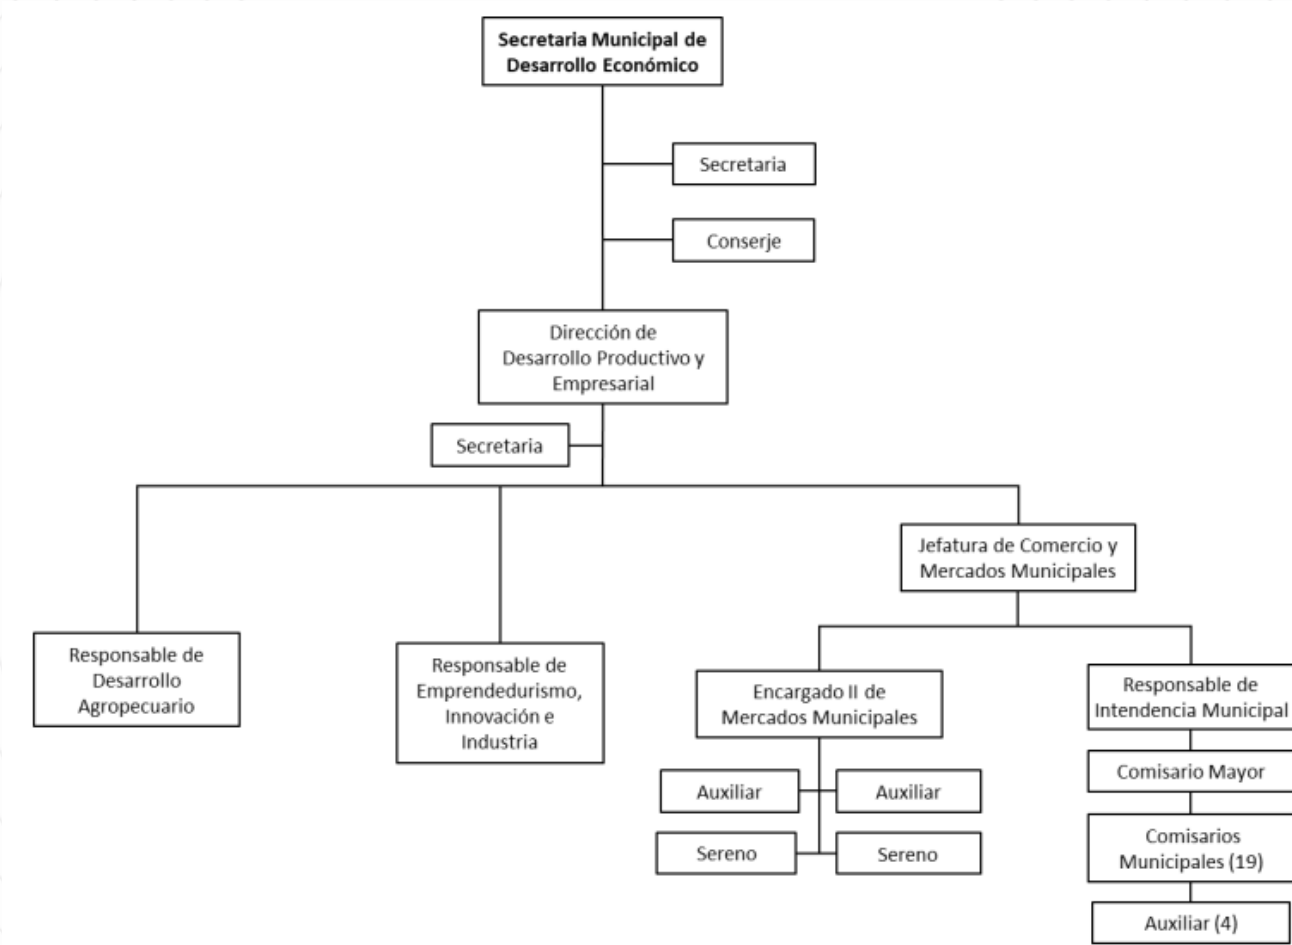 Secretaria Municipal de
Desarrollo Económico
Secretaria
Conserje
Dirección de
Desarrollo Productivo y
Empresarial
Secretaria
Jefatura de Comercio y
Mercados Municipales
Responsable de
Desarrollo
Agropecuario
Responsable de
Emprendedurismo,
Innovación e
Industria
Encargado II de
Mercados Municipales
Auxiliar
Auxiliar
Sereno
Sereno
Responsable de
Intendencia Municipal
Comisario Mayor
Comisarios
Municipales (19)
Auxiliar (4)